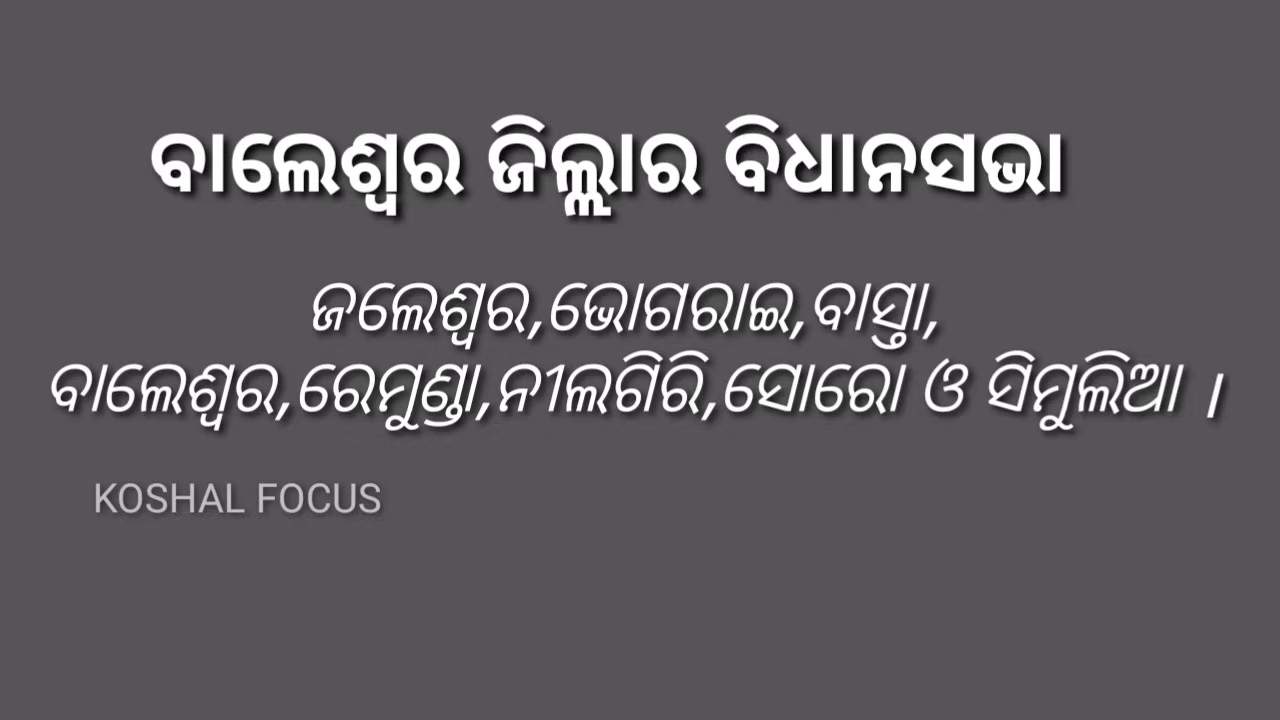 ବାଲେଶ୍ୱର ଜିଲ୍ଲାର ବିଧାନସଭା
ଜଲେଶ୍ୱର,ଭୋଗରାଇ,ବାସ୍ତା,
ବାଲେଶ୍ୱର,ରେମୁଣ୍ଡା,ନୀଲଗିରି,ସୋରୋ ଓ ସିମୁଲିଆ ।
KOSHAL FOCUS